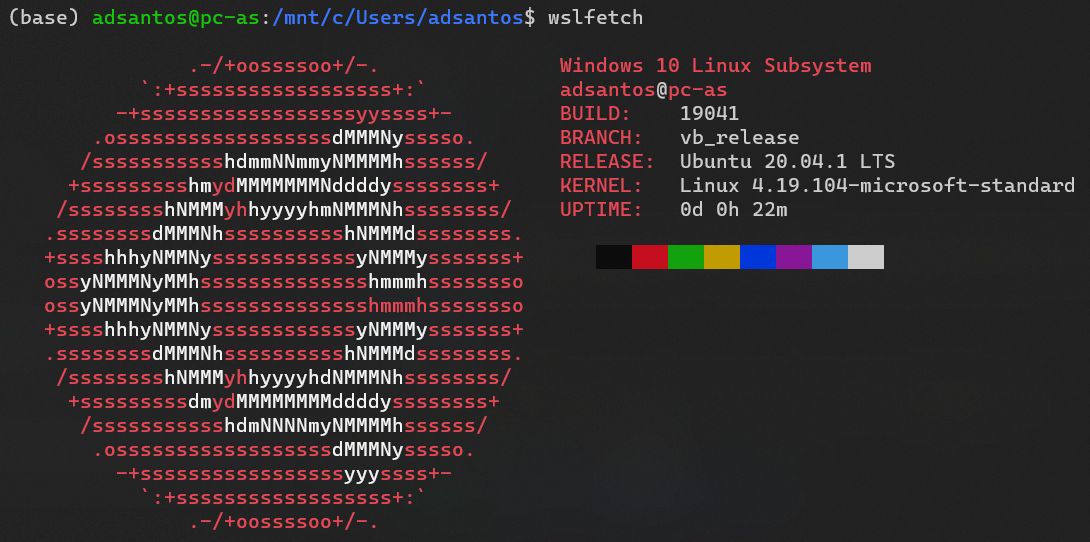 (base) adsantos@pc-as:/mnt/c/Users/adsantos$ wslfetch
.-/+oossssoo+/-.               Windows 10 Linux Subsystem
`:+ssssssssssssssssss+:`           adsantos@pc-as
-+ssssssssssssssssssyyssss+-         BUILD:    19041
.ossssssssssssssssssdMMMNysssso.       BRANCH:   vb_release
/ssssssssssshdmmNNmmyNMMMMhssssss/      RELEASE:  Ubuntu 20.04.1 LTS
+ssssssssshmydMMMMMMMNddddyssssssss+     KERNEL:   Linux 4.19.104-microsoft-standard
/sssssssshNMMMyhhyyyyhmNMMMNhssssssss/    UPTIME:   0d 0h 22m
.ssssssssdMMMNhsssssssssshNMMMdssssssss.
+sssshhhyNMMNyssssssssssssyNMMMysssssss+
ossyNMMMNyMMhsssssssssssssshmmmhssssssso
ossyNMMMNyMMhsssssssssssssshmmmhssssssso
+sssshhhyNMMNyssssssssssssyNMMMysssssss+
.ssssssssdMMMNhsssssssssshNMMMdssssssss.
/sssssssshNMMMyhhyyyyhdNMMMNhssssssss/
+sssssssssdmydMMMMMMMMddddyssssssss+
/ssssssssssshdmNNNNmyNMMMMhssssss/
.ossssssssssssssssssdMMMNysssso.
-+sssssssssssssssssyyyssss+-
`:+ssssssssssssssssss+:`
.-/+oossssoo+/-.